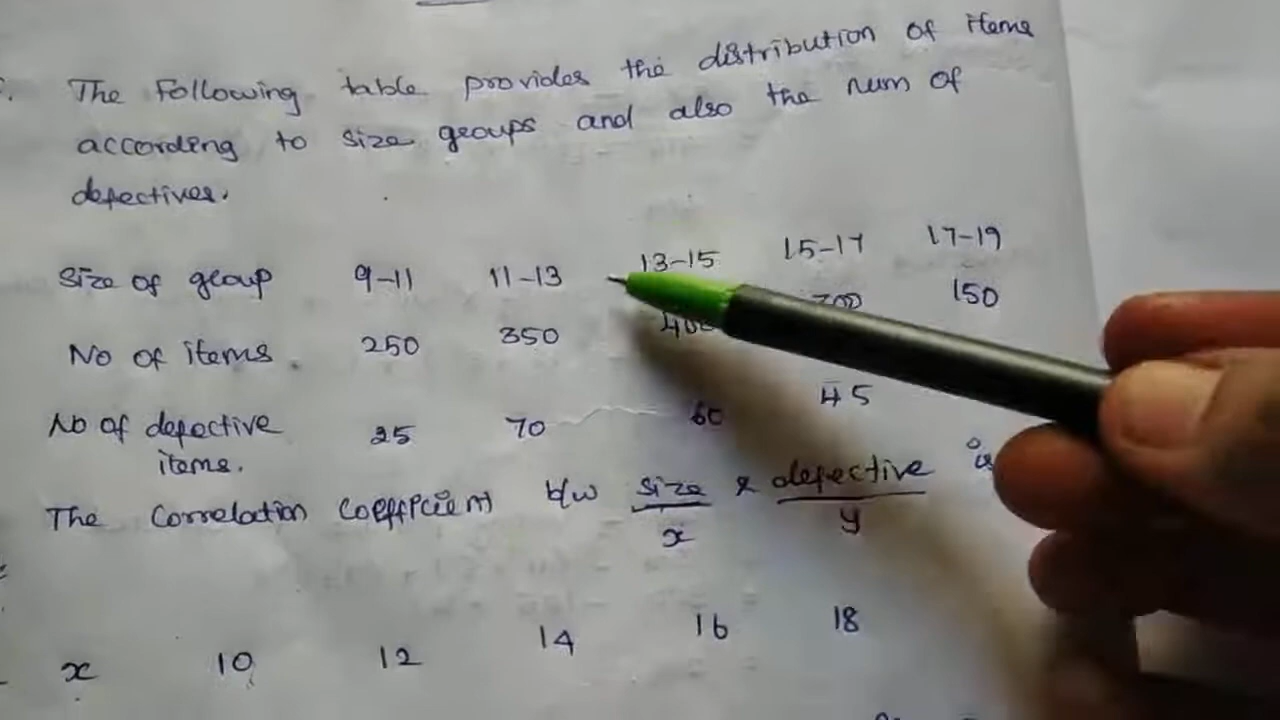 The Following table provides the distribution of items
according to size groups and also the num of
defectives.
Size of group 9-11 11-13 13-15 15-17 17-19
No of items 250 350 150
No of defective 25 70 60 45
items.
The Correlation coefficient b/w size & defective is
x y
x 10 12 14 16 18